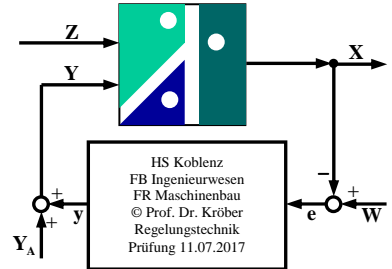 Z
X
Y
HS Koblenz
FB Ingenieurwesen
FR Maschinenbau
© Prof. Dr. Kröber
Regelungstechnik
Prüfung 11.07.2017
−
+
+
+
y
e
W
Y_A